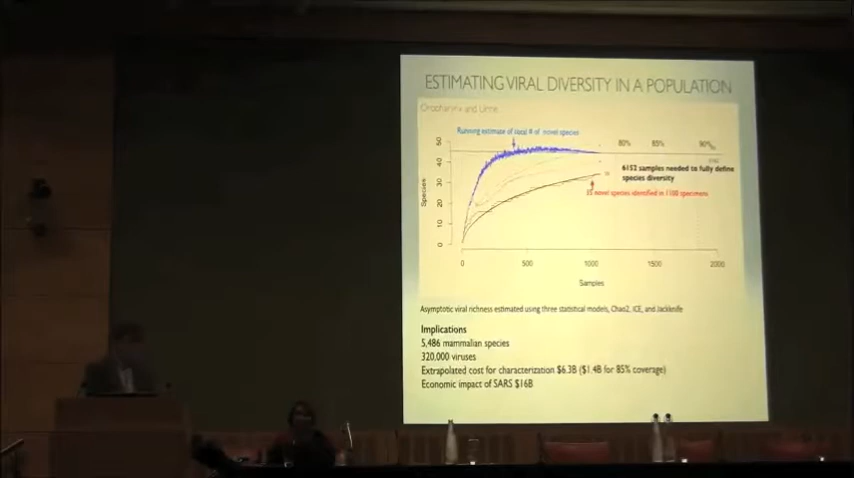 ESTIMATING VIRAL DIVERSITY IN A POPULATION
Oropharynx and Urine
Running estimate of total # of novel species
80% 85% 90%
6152 samples needed to fully define
species diversity
35 novel species identified in 1100 specimens
Species
0 10 20 30 40 50
0 500 1000 1500 2000
Samples
Asymptotic viral richness estimated using three statistical models, Chao2, ICE, and Jackknife
Implications
5,486 mammalian species
320,000 viruses
Extrapolated cost for characterization $6.3B ($1.4B for 85% coverage)
Economic impact of SARS $16B